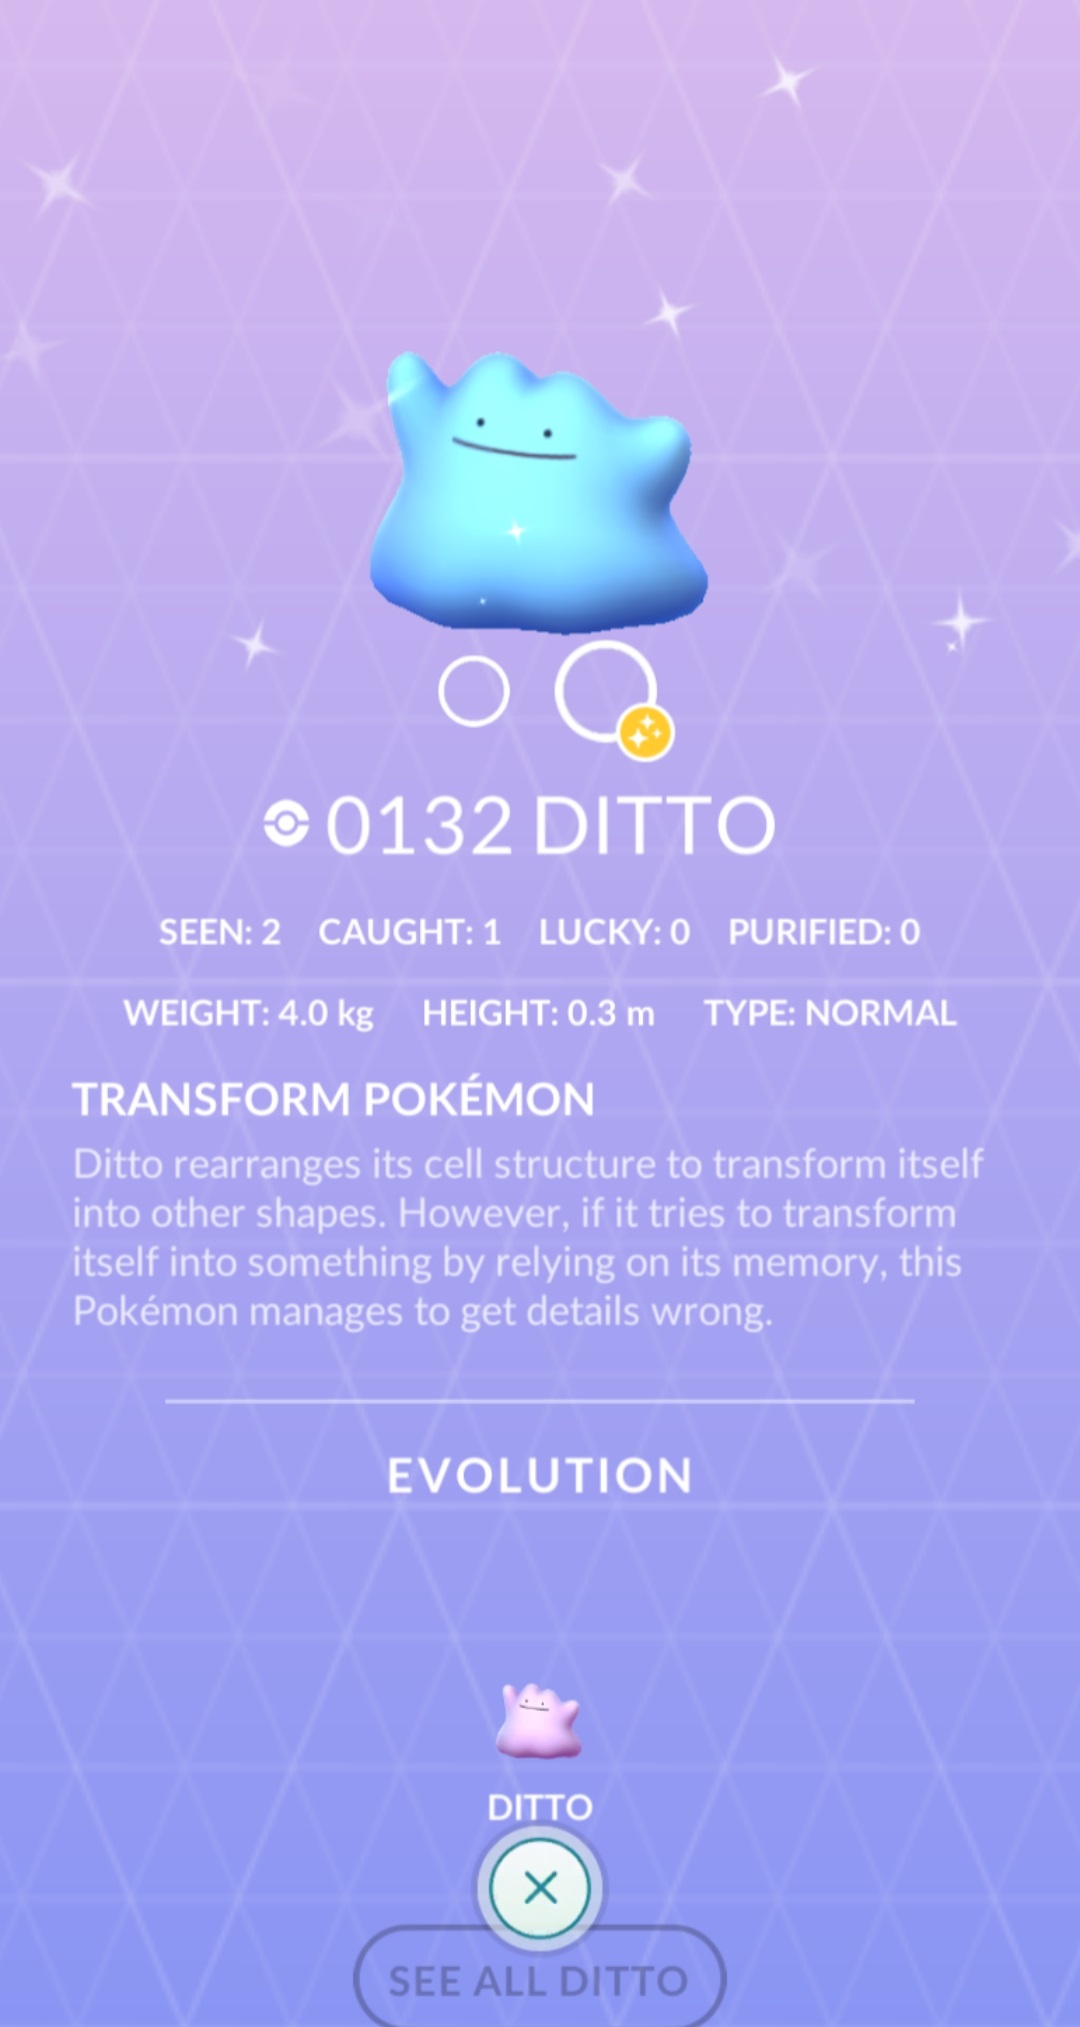 0132 DITTO
SEEN: 2 CAUGHT: 1 LUCKY: 0 PURIFIED: 0
WEIGHT: 4.0 kg HEIGHT: 0.3 m TYPE: NORMAL
TRANSFORM POKÉMON
Ditto rearranges its cell structure to transform itself
into other shapes. However, if it tries to transform
itself into something by relying on its memory, this
Pokémon manages to get details wrong.
EVOLUTION
DITTO
SEE ALL DITTO